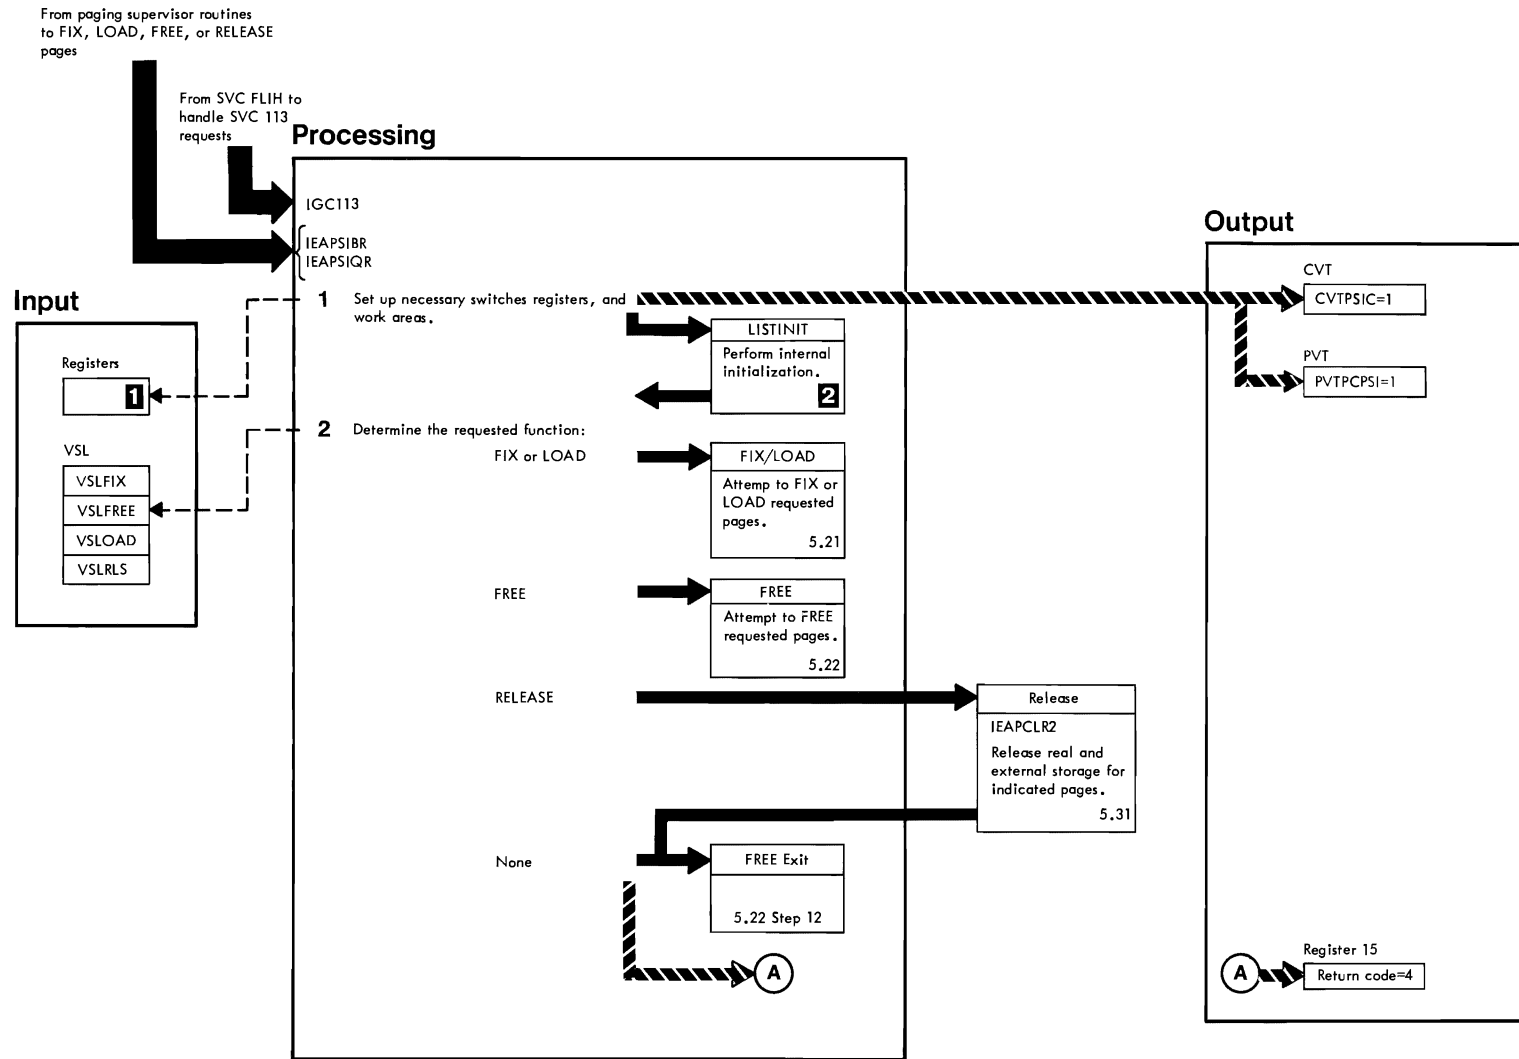 From paging supervisor routines
to FIX, LOAD, FREE, or RELEASE
pages
From SVC FLIH to
handle SVC 113
requests
Processing
IGC113
IEAPSIBR
IEAPSIQR
Input
Registers
1
VSL
VSLFIX
VSLFREE
VSLOAD
VSLRLS
1 Set up necessary switches registers, and
work areas.
LISTINIT
Perform internal
initialization.
2
2 Determine the requested function:
FIX or LOAD
FIX/LOAD
Attemp to FIX or
LOAD requested
pages.
5.21
FREE
FREE
Attempt to FREE
requested pages.
5.22
RELEASE
Release
IEAPCLR2
Release real and
external storage for
indicated pages.
5.31
None
FREE Exit
5.22 Step 12
A
Output
CVT
CVTPSIC=1
PVT
PVTPCPSI=1
Register 15
A
Return code=4